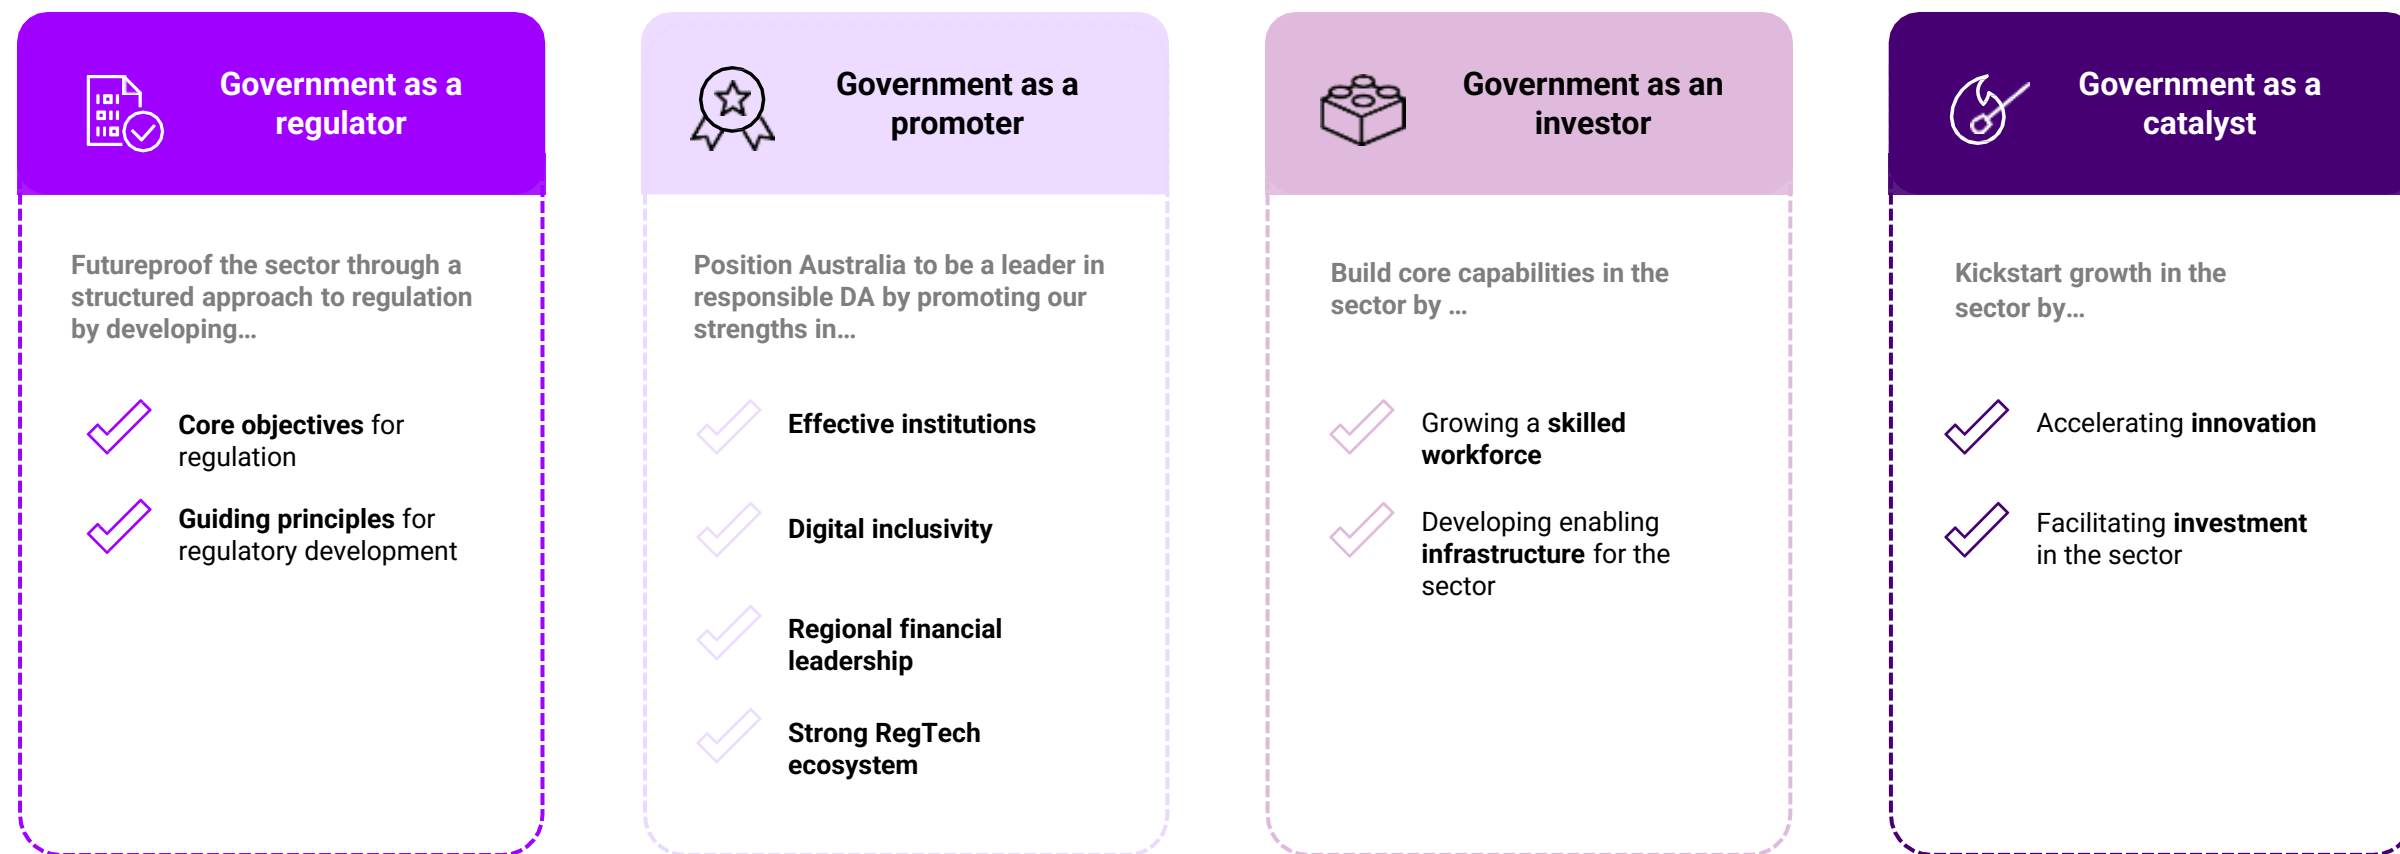 Government as a
regulator
Futureproof the sector through a
structured approach to regulation
by developing...
Core objectives for
regulation
Guiding principles for
regulatory development
Government as a
promoter
Position Australia to be a leader in
responsible DA by promoting our
strengths in...
Effective institutions
Digital inclusivity
Regional financial
leadership
Strong RegTech
ecosystem
Government as an
investor
Build core capabilities in the
sector by ...
Growing a skilled
workforce
Developing enabling
infrastructure for the
sector
Government as a
catalyst
Kickstart growth in the
sector by...
Accelerating innovation
Facilitating investment
in the sector